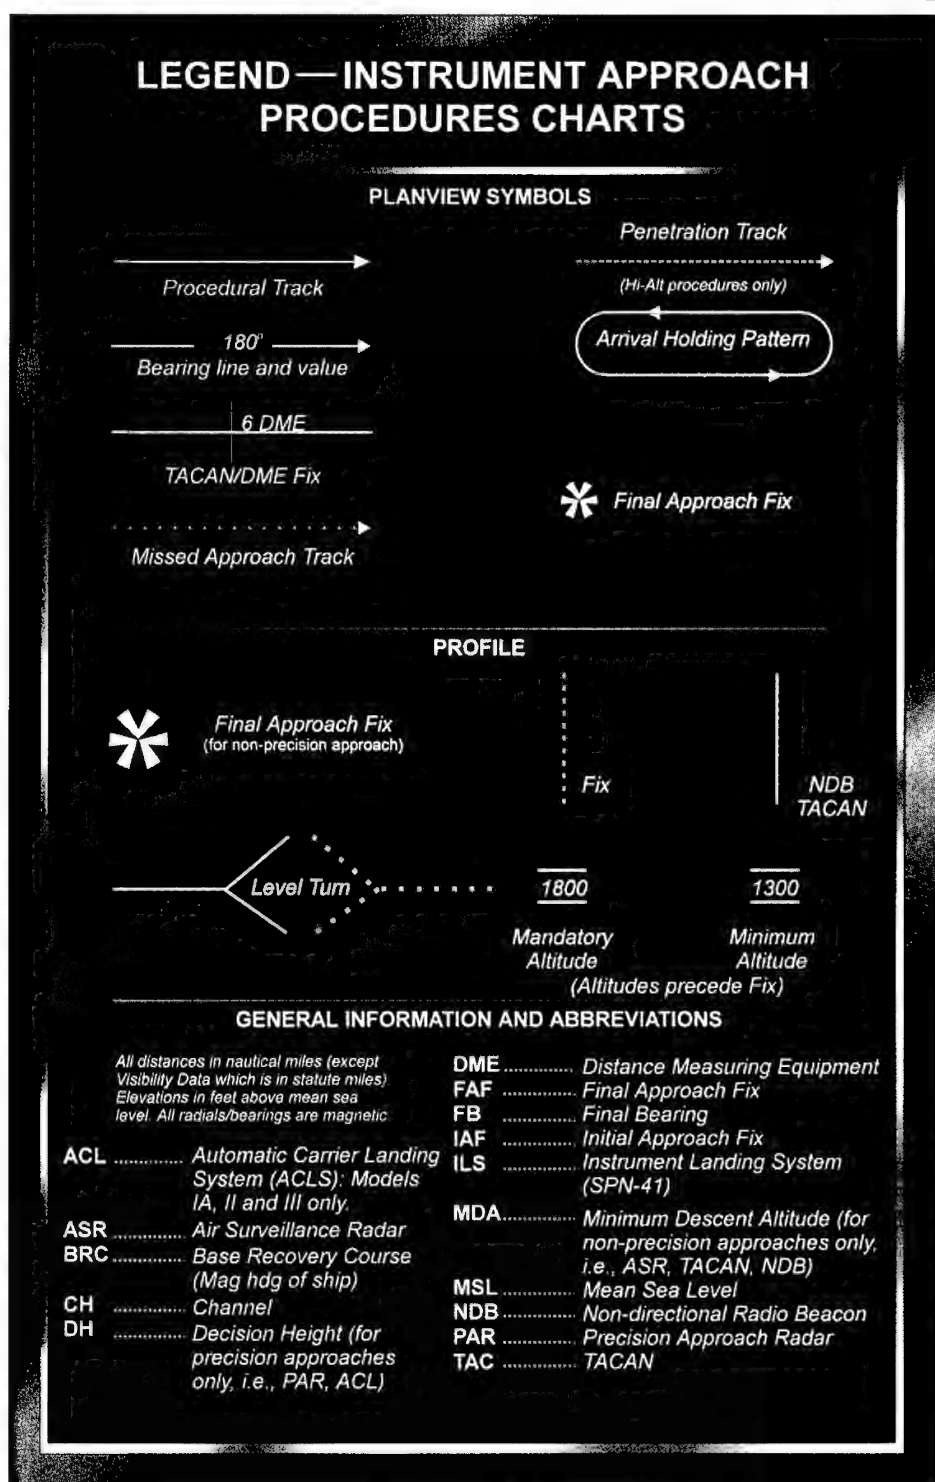 LEGEND—INSTRUMENT APPROACH
PROCEDURES CHARTS
PLANVIEW SYMBOLS
Procedural Track
Penetration Track
(Hi-Alt procedures only)
180°
Bearing line and value
Arrival Holding Pattern
6 DME
TACAN/DME Fix
Final Approach Fix
Missed Approach Track
PROFILE
Final Approach Fix
(for non-precision approach)
Fix
NDB
TACAN
Level Turn
1800
Mandatory
Altitude
1300
Minimum
Altitude
(Altitudes precede Fix)
GENERAL INFORMATION AND ABBREVIATIONS
All distances in nautical miles (except
Visibility Data which is in statute miles)
Elevations in feet above mean sea
level. All radials/bearings are magnetic
ACL ............. Automatic Carrier Landing
System (ACLS): Models
IA, II and III only.
ASR ............. Air Surveillance Radar
BRC ............. Base Recovery Course
(Mag hdg of ship)
CH ............. Channel
DH ............. Decision Height (for
precision approaches
only, i.e., PAR, ACL)
DME ............. Distance Measuring Equipment
FAF ............. Final Approach Fix
FB ............. Final Bearing
IAF ............. Initial Approach Fix
ILS ............. Instrument Landing System
(SPN-41)
MDA ............. Minimum Descent Altitude (for
non-precision approaches only,
i.e., ASR, TACAN, NDB)
MSL ............. Mean Sea Level
NDB ............. Non-directional Radio Beacon
PAR ............. Precision Approach Radar
TAC ............. TACAN